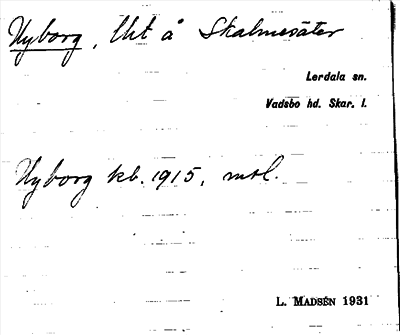 Nyborg, lht å Skalmesäter
Lerdala sn.
Vadsbo hd. Skar. l.
Nyborg kb. 1915, mtl.
L. MADSÉN 1931